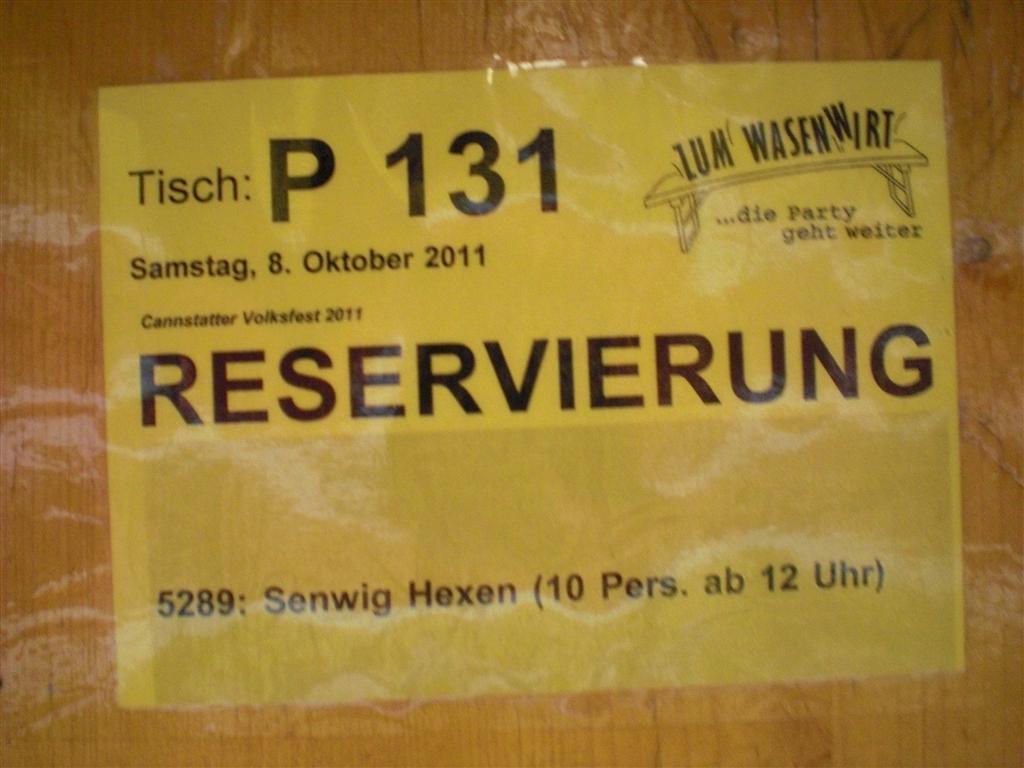 Tisch: P 131
ZUM WASENWIRT
...die Party
geht weiter
Samstag, 8. Oktober 2011
Cannstatter Volksfest 2011
RESERVIERUNG
5289: Senwig Hexen (10 Pers. ab 12 Uhr)